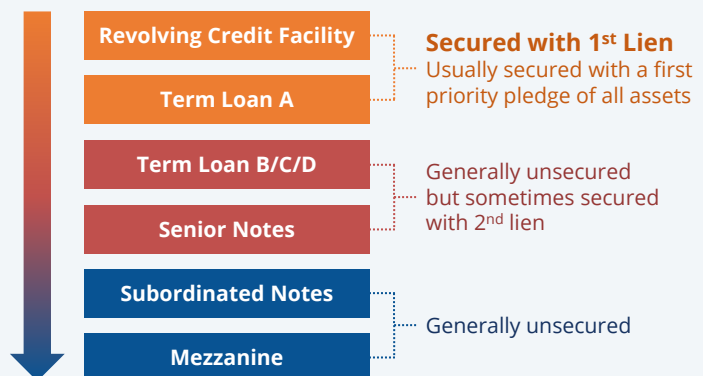 Revolving Credit Facility
Secured with 1st Lien
Usually secured with a first
priority pledge of all assets
Term Loan A
Term Loan B/C/D
Generally unsecured
but sometimes secured
with 2nd lien
Senior Notes
Subordinated Notes
Generally unsecured
Mezzanine